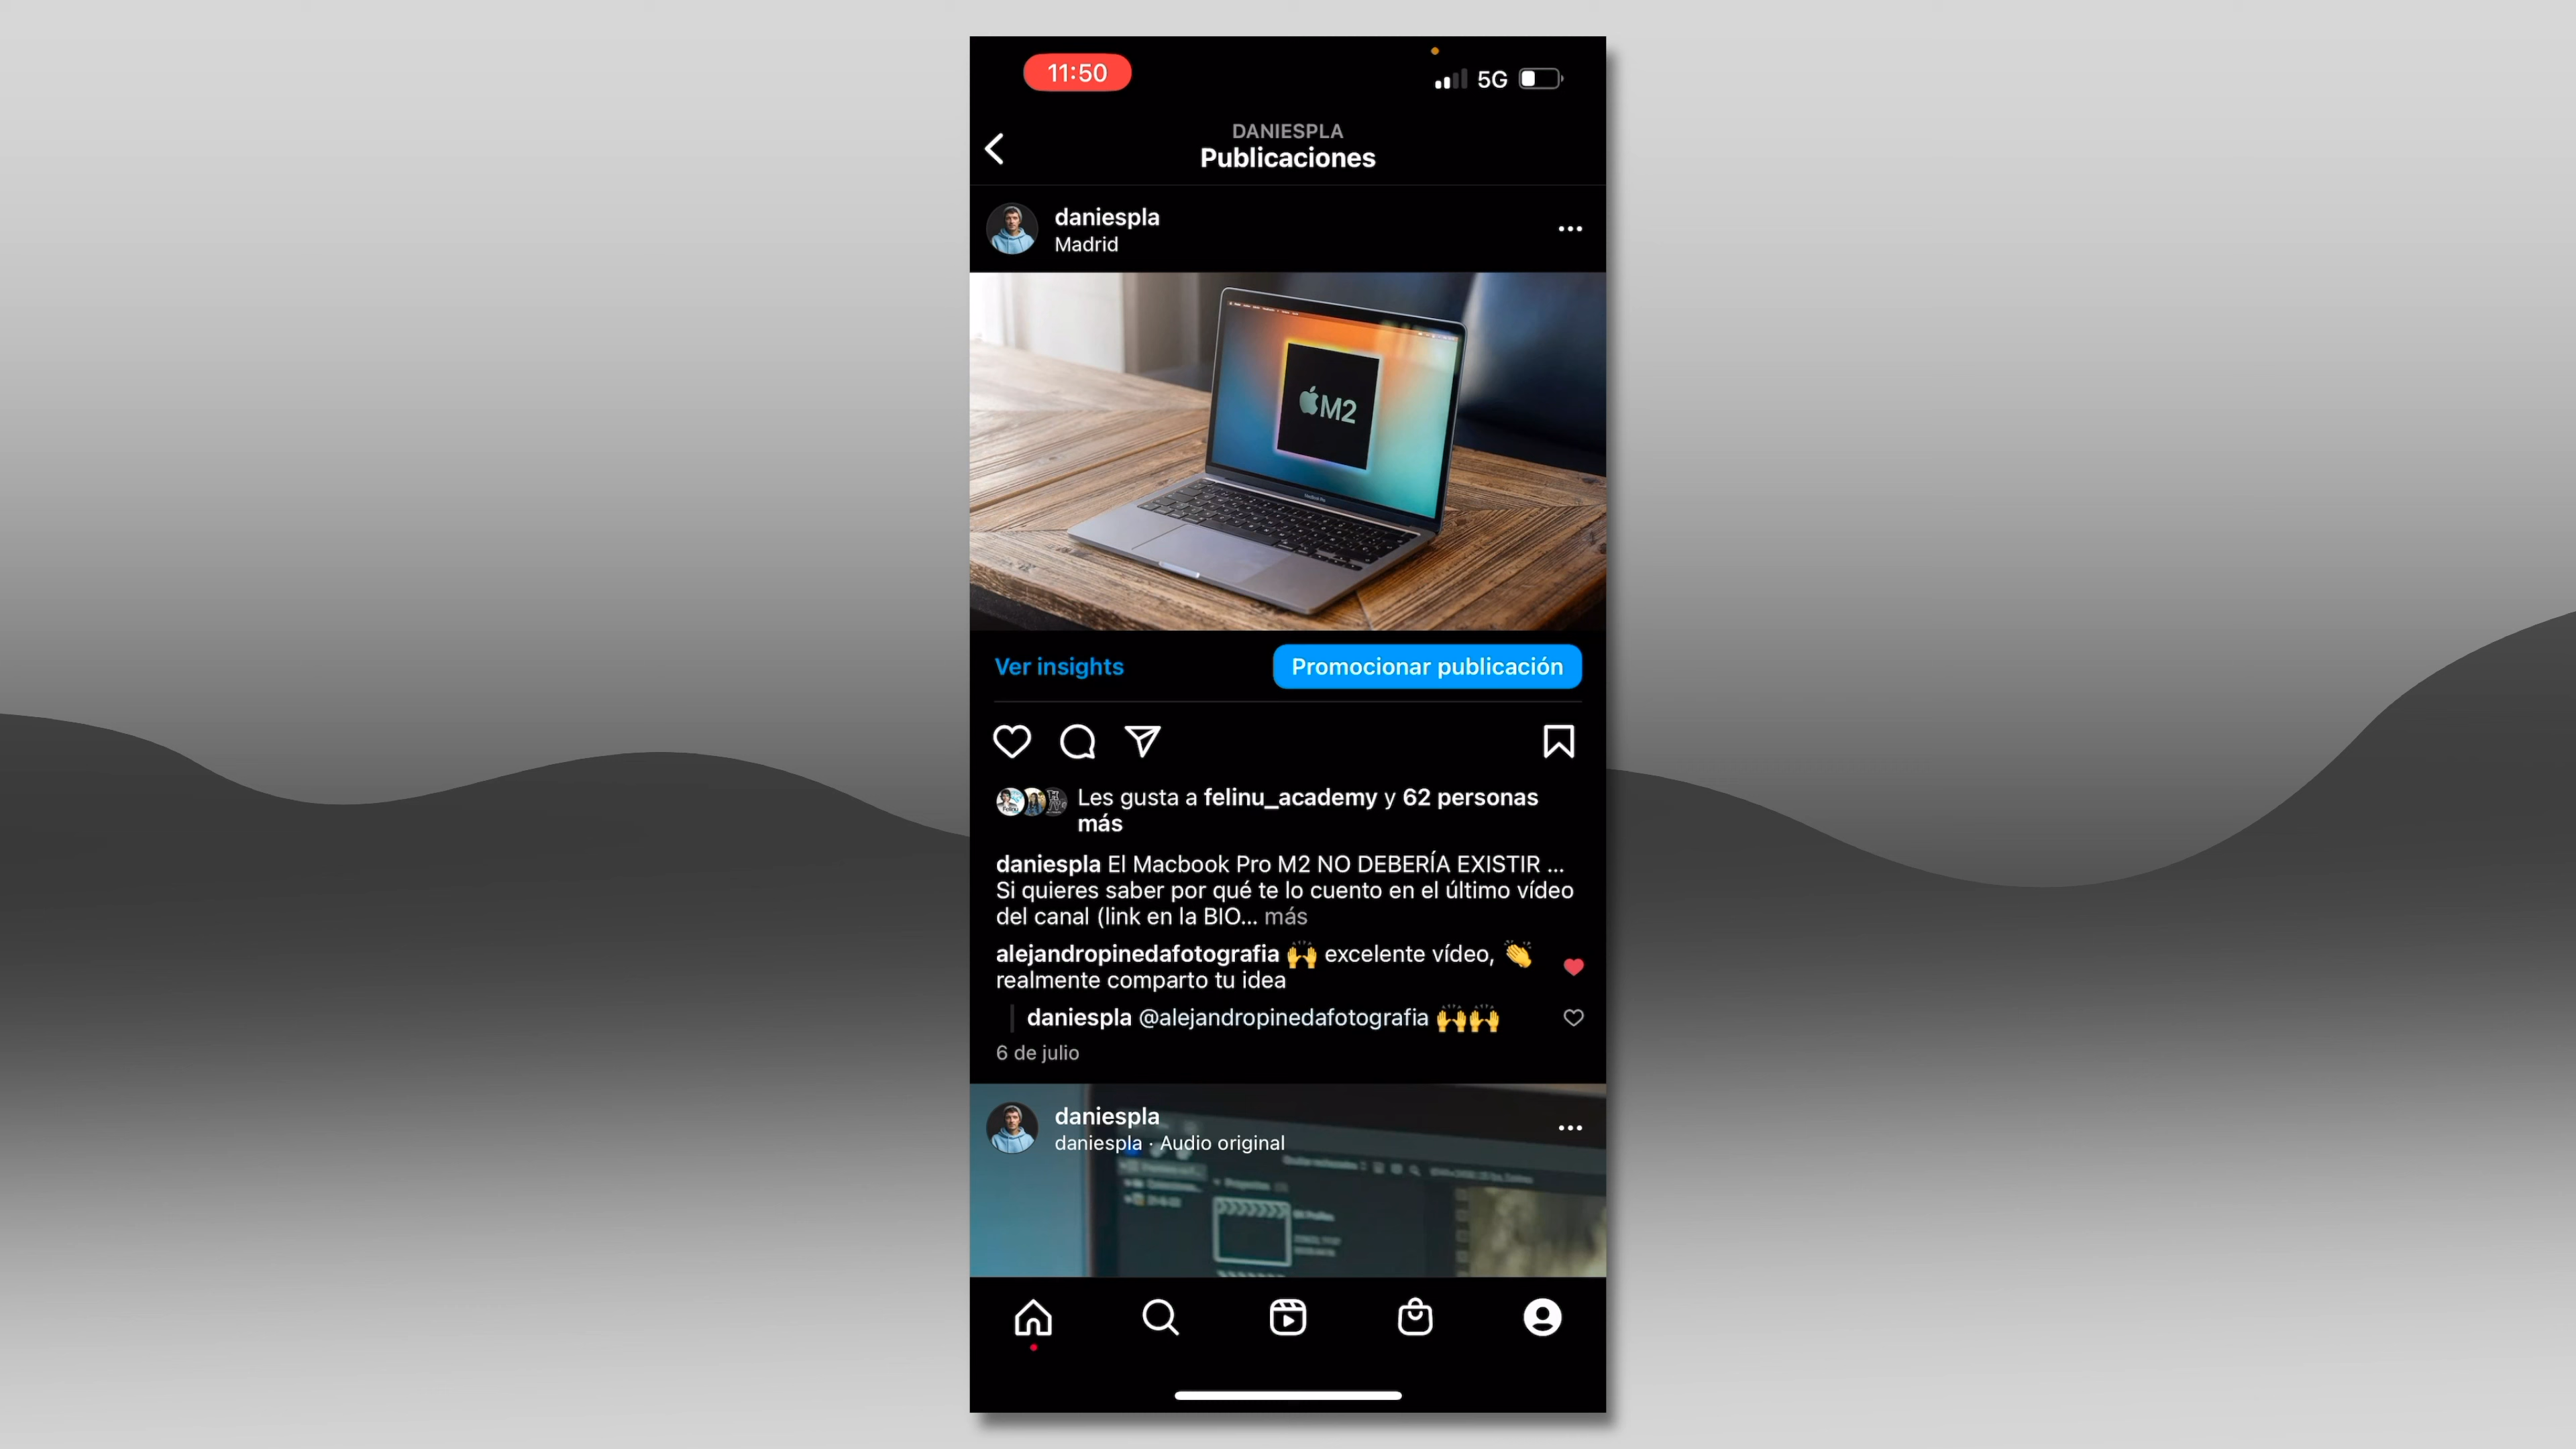 11:50
5G
DANIESPLA
Publicaciones
daniespla
Madrid
M2
MacBook Pro
Ver insights
Promocionar publicación
Les gusta a felinu_academy y 62 personas
más
daniespla El Macbook Pro M2 NO DEBERÍA EXISTIR ...
Si quieres saber por qué te lo cuento en el último vídeo
del canal (link en la BIO... más
alejandropinedafotografia 🙌 excelente vídeo, 👏
realmente comparto tu idea
daniespla @alejandropinedafotografia 🙌🙌
6 de julio
daniespla
daniespla · Audio original